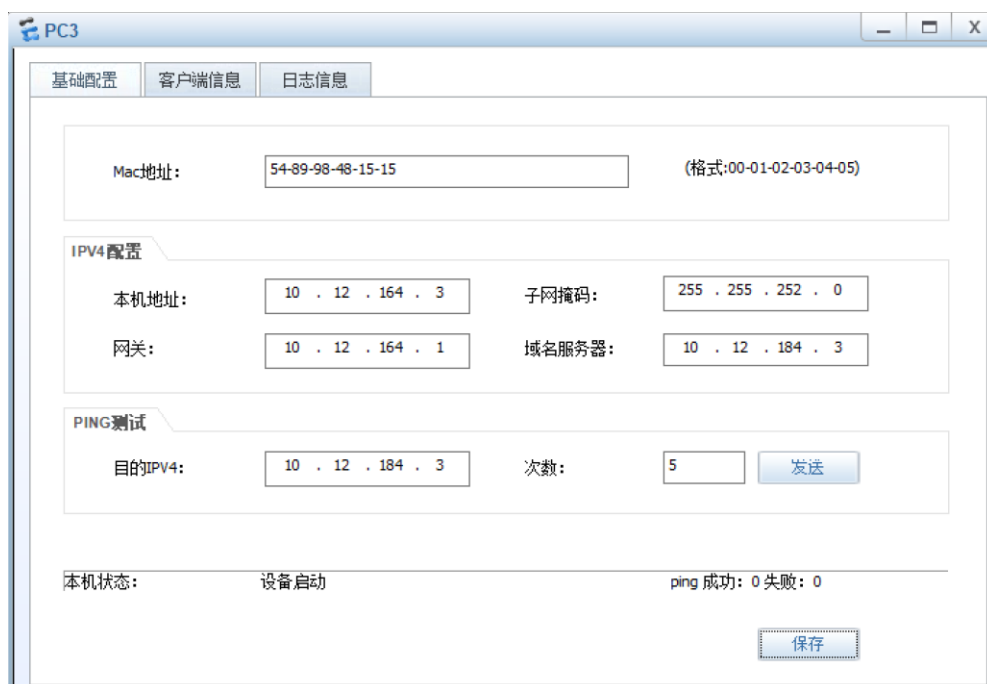 PC3
基础配置 客户端信息 日志信息
Mac地址： 54-89-98-48-15-15 (格式:00-01-02-03-04-05)
IPV4配置
本机地址： 10 . 12 . 164 . 3 子网掩码： 255 . 255 . 252 . 0
网关： 10 . 12 . 164 . 1 域名服务器： 10 . 12 . 184 . 3
PING测试
目的IPV4： 10 . 12 . 184 . 3 次数： 5 发送
本机状态： 设备启动 ping 成功： 0 失败： 0
保存